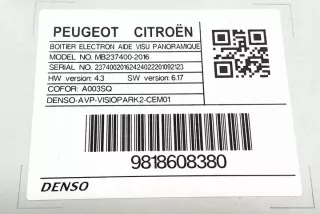 PEUGEOT CITROËN
BOITIER ELECTRON AIDE VISU PANORAMIQUE
MODEL NO. MB237400-2016
SERIAL NO. 23740020162424022201092123
HW version: 4.3 SW version: 6.17
COFOR: A003SQ
DENSO-AVP-VISIOPARK2-CEM01
9818608380
DENSO